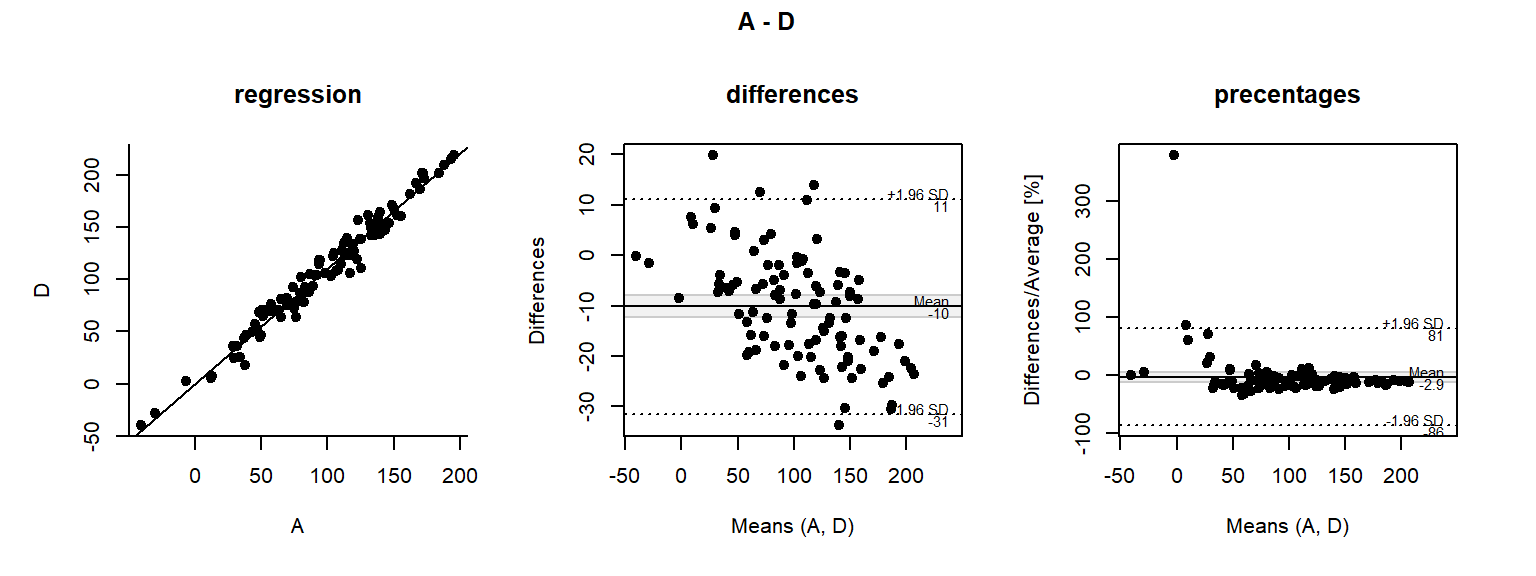 A - D
regression
D
-50 0 50 100 150 200
0 50 100 150 200
A
differences
Differences
-30 -20 -10 0 10 20
+1.96 SD
11
Mean
-10
1.96 SD
-31
-50 0 50 100 150 200
Means (A, D)
precentages
Differences/Average [%]
-100 0 100 200 300
+1.96 SD
81
Mean
-2.9
-1.96 SD
-86
-50 0 50 100 150 200
Means (A, D)